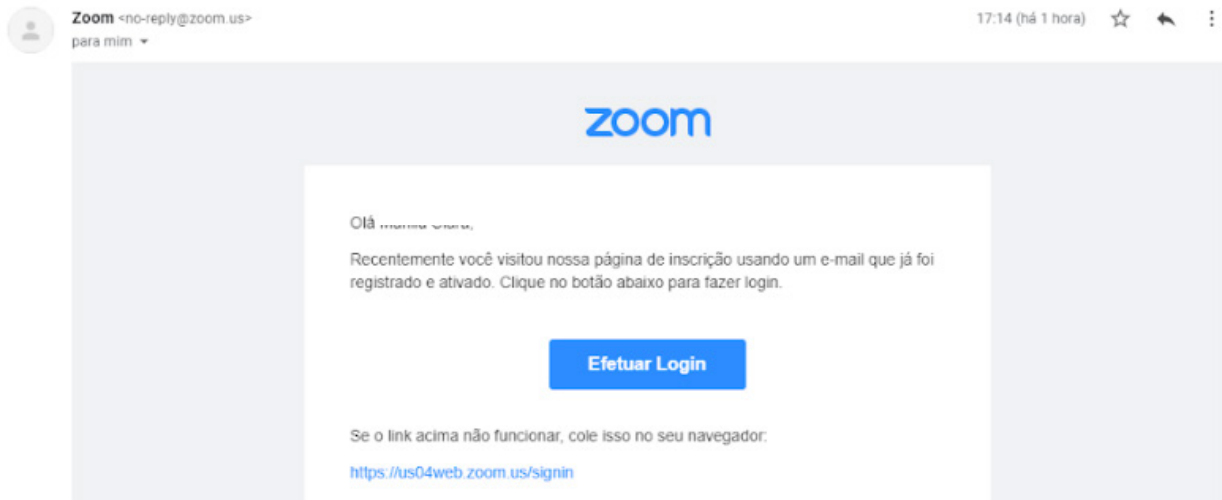 Zoom <no-reply@zoom.us>
17:14 (há 1 hora)
para mim
zoom
Olá
Recentemente você visitou nossa página de inscrição usando um e-mail que já foi
registrado e ativado. Clique no botão abaixo para fazer login.
Efetuar Login
Se o link acima não funcionar, cole isso no seu navegador:
https://us04web.zoom.us/signin